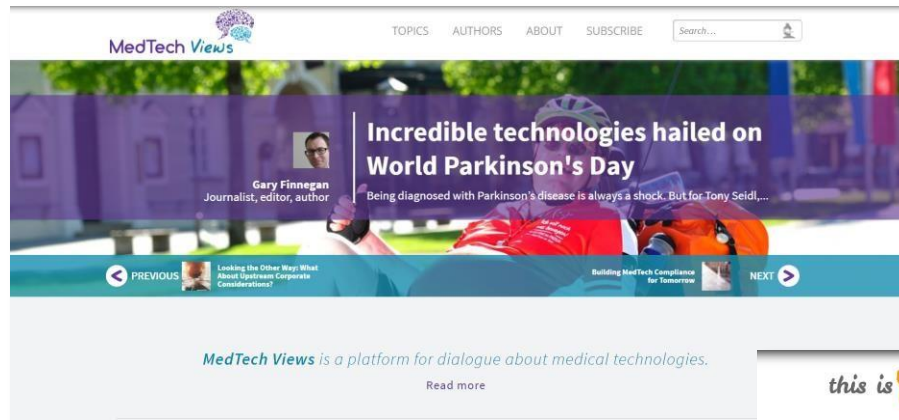 MedTech Views
TOPICS AUTHORS ABOUT SUBSCRIBE Search...
Incredible technologies hailed on
World Parkinson's Day
Gary Finnegan
Journalist, editor, author
Being diagnosed with Parkinson's disease is always a shock. But for Tony Seidl,...
PREVIOUS
Looking the Other Way: What
About Upstream Corporate
Considerations?
Building MedTech Compliance
for Tomorrow
NEXT
MedTech Views is a platform for dialogue about medical technologies.
Read more
this is